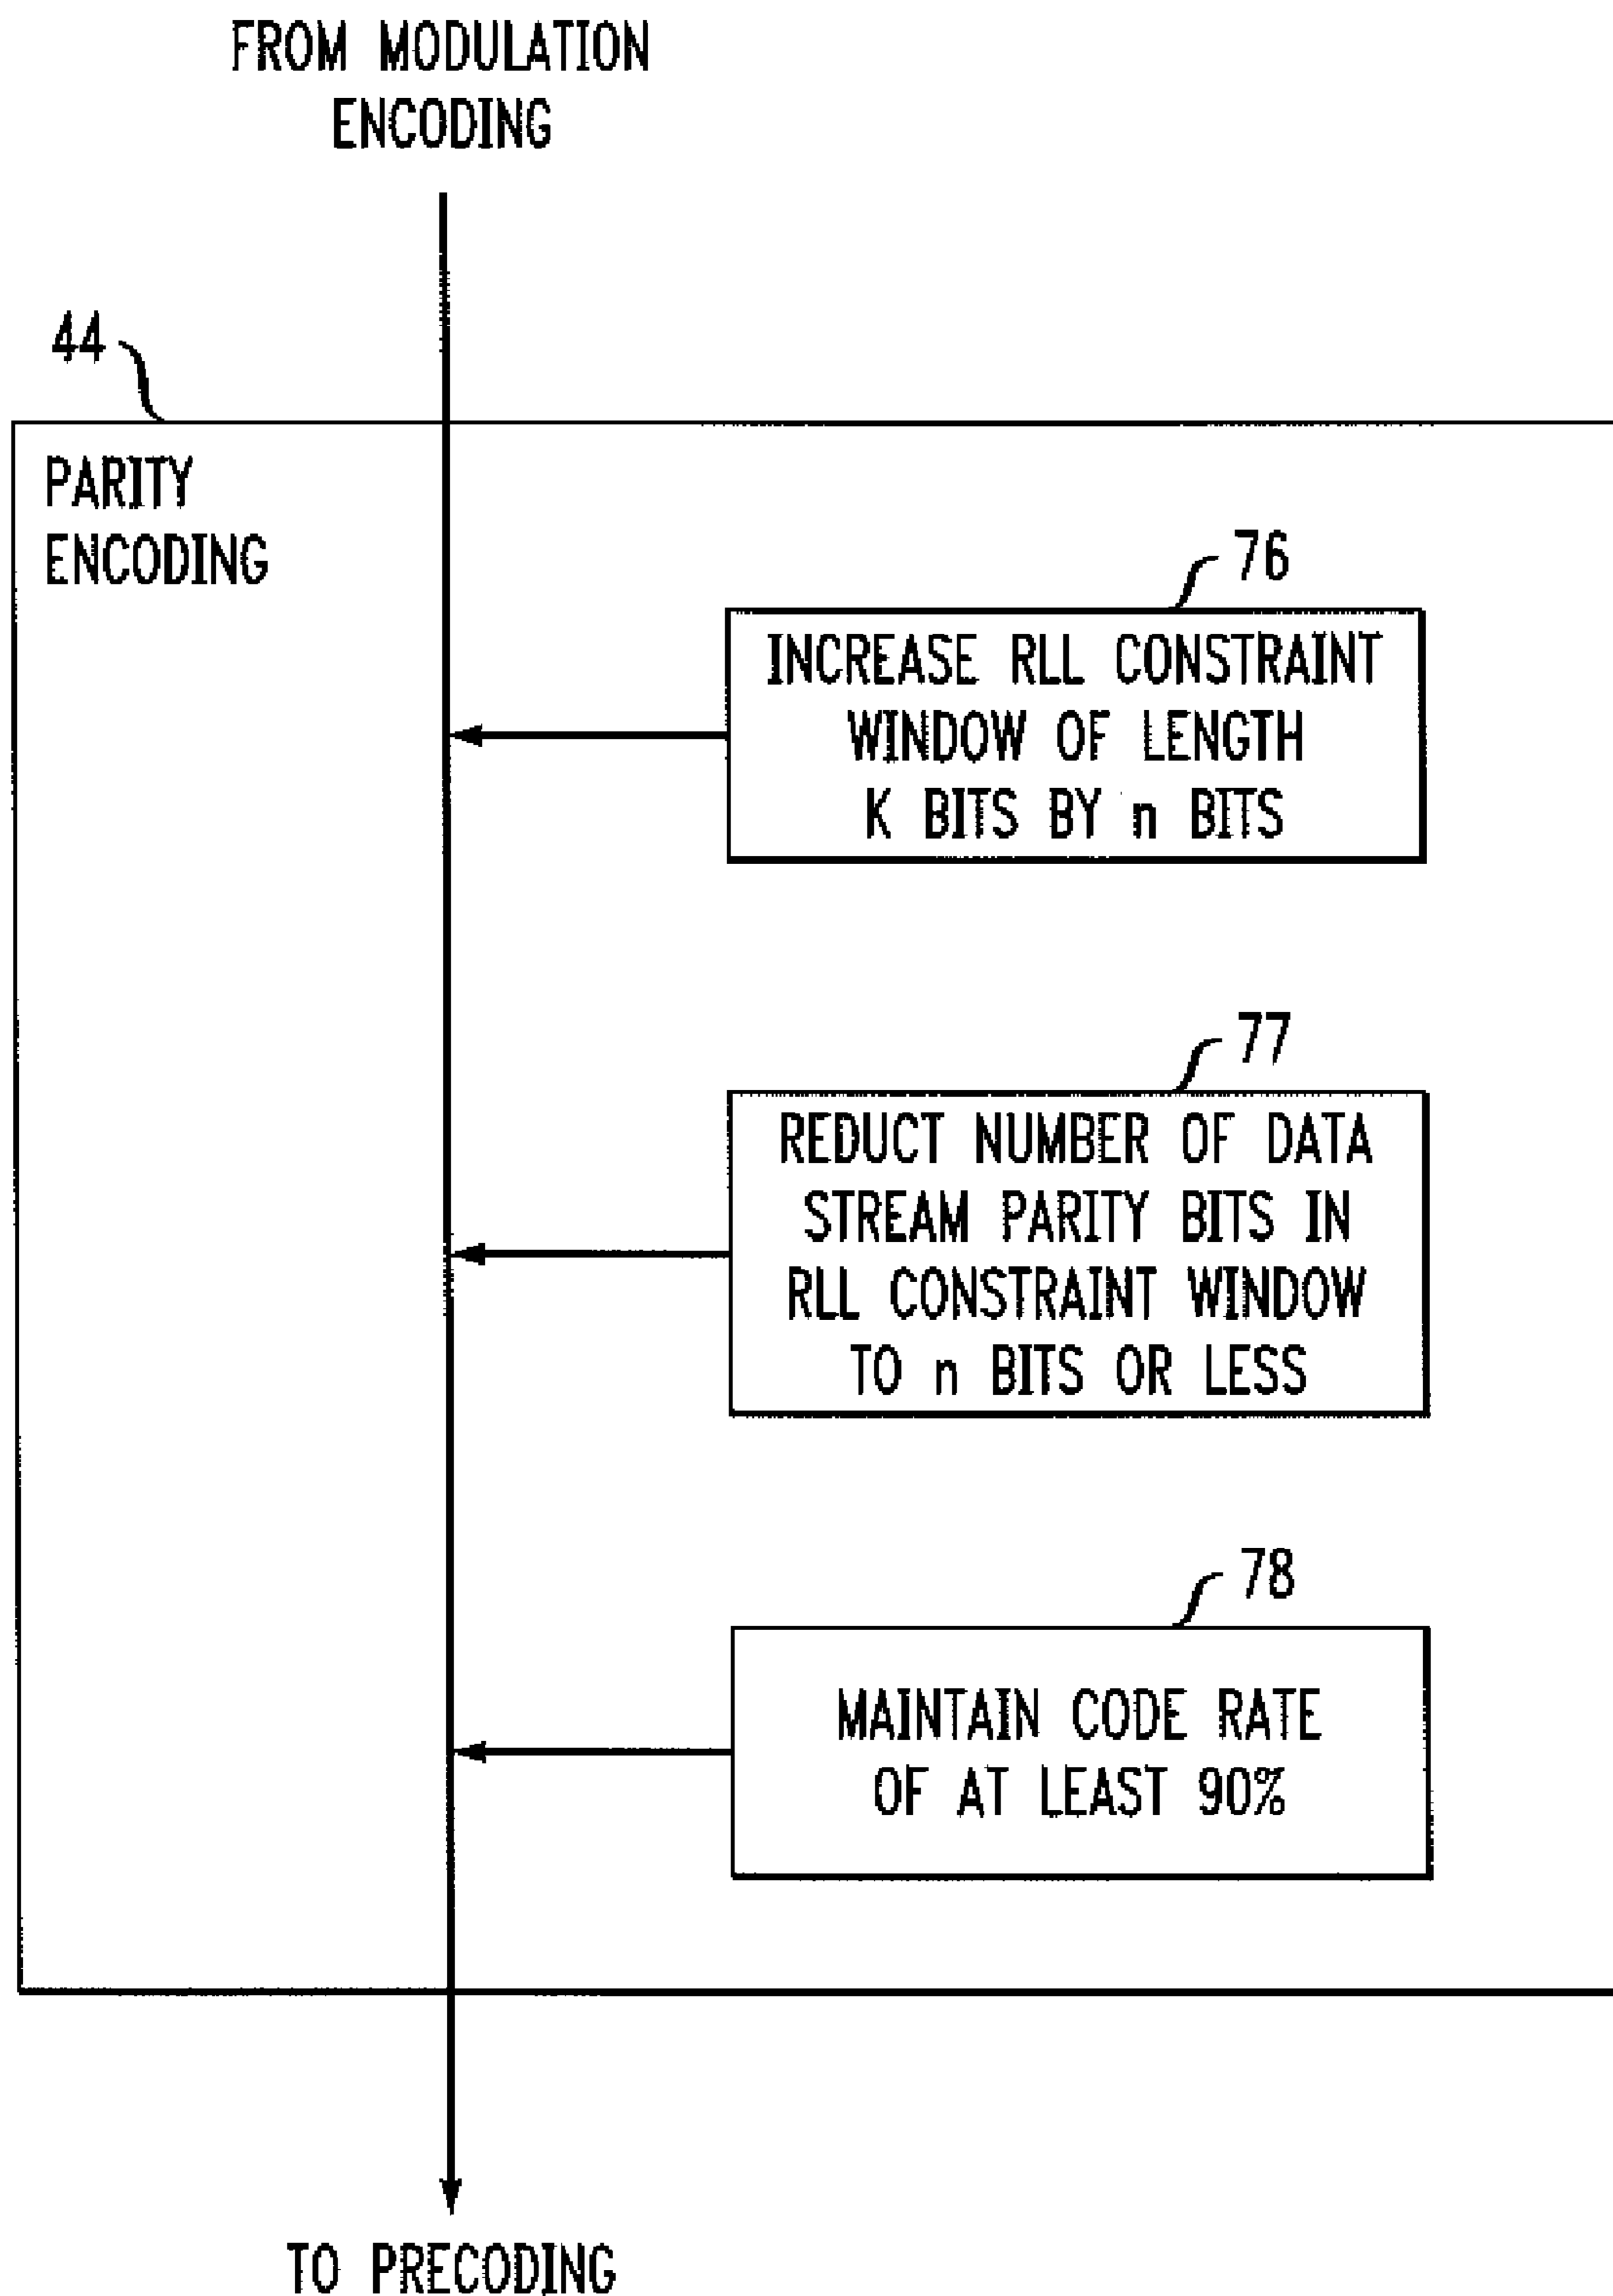 FROM MODULATION
ENCODING
44
PARITY
ENCODING
76
INCREASE RLL CONSTRAINT
WINDOW OF LENGTH
K BITS BY n BITS
77
REDUCT NUMBER OF DATA
STREAM PARITY BITS IN
RLL CONSTRAINT WINDOW
TO n BITS OR LESS
78
MAINTAIN CODE RATE
OF AT LEAST 90%
TO PRECODING